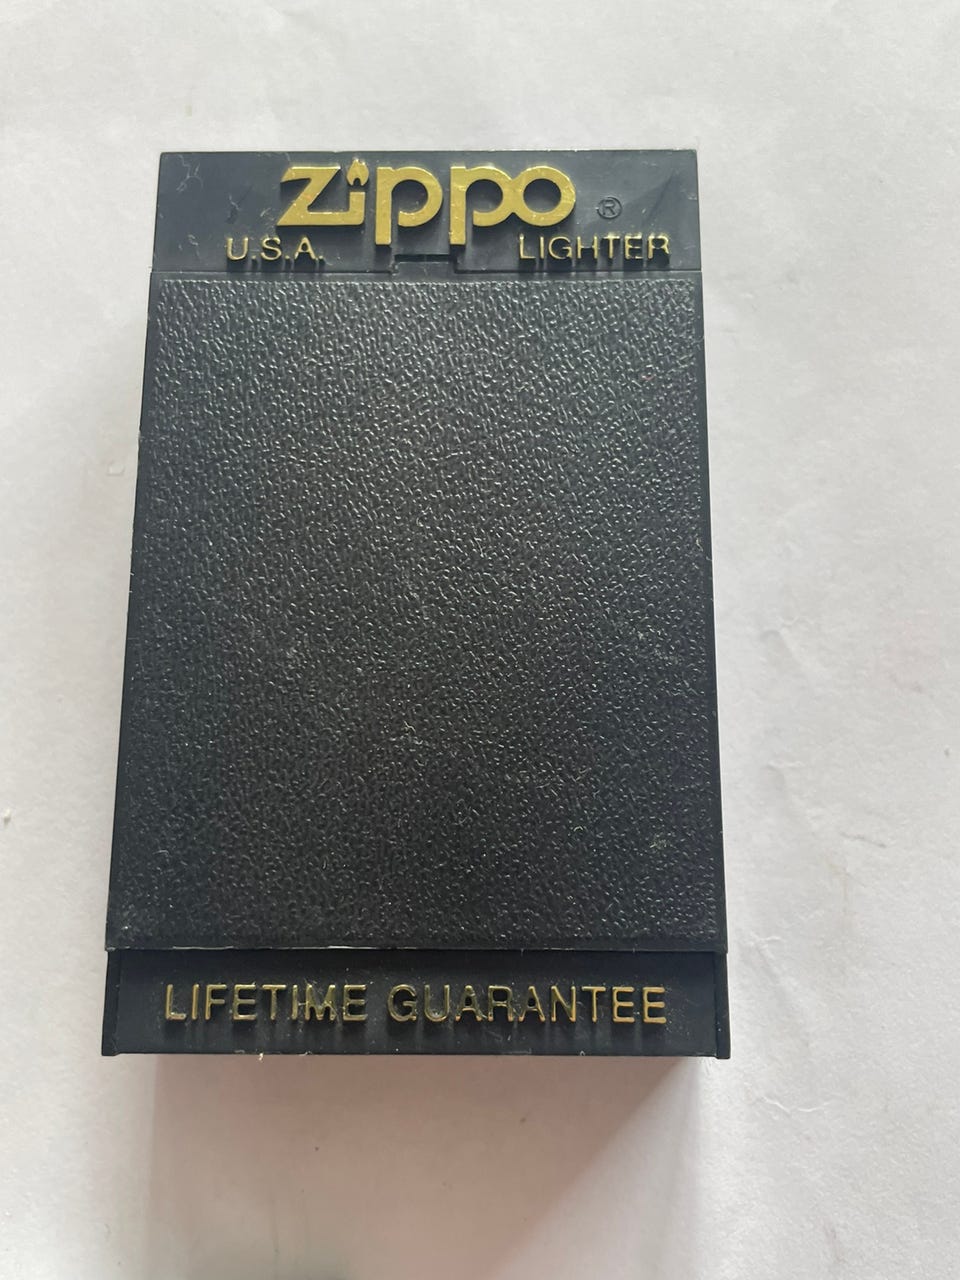 Zippo ®
U.S.A. LIGHTER
LIFETIME GUARANTEE